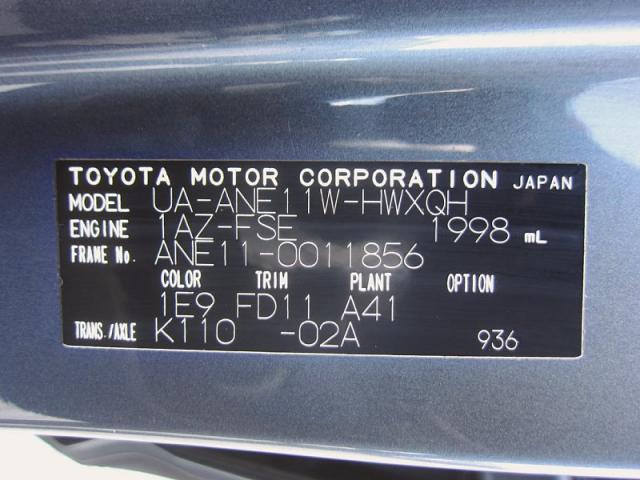 TOYOTA MOTOR CORPORATION JAPAN
MODEL UA-ANE11W-HWXQH
ENGINE 1AZ-FSE 1998 mL
FRAME No. ANE11-0011856
COLOR TRIM PLANT OPTION
1E9 FD11 A41
TRANS./AXLE K110 -02A 936